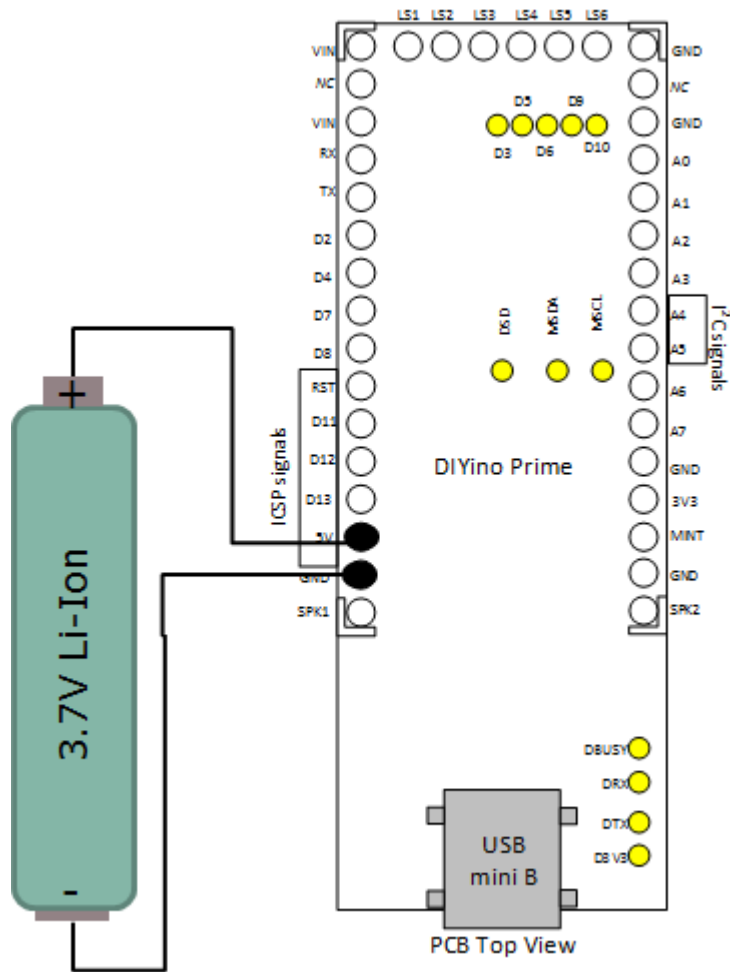 LS1 LS2 LS3 LS4 LS5 LS6
VIN
NC
VIN
RX
TX
D2
D4
D7
D8
RST
D11
D12
D13
5V
GND
SPK1
ICSP signals
GND
NC
GND
A0
A1
A2
A3
A4
A5
A6
A7
GND
3V3
MINT
GND
SPK2
I²C signals
D5 D9
D3 D6 D10
DSD MSDA MSCL
DIYino Prime
+
3.7V Li-Ion
-
DBUSY
DRX
DTX
D3V3
USB
mini B
PCB Top View